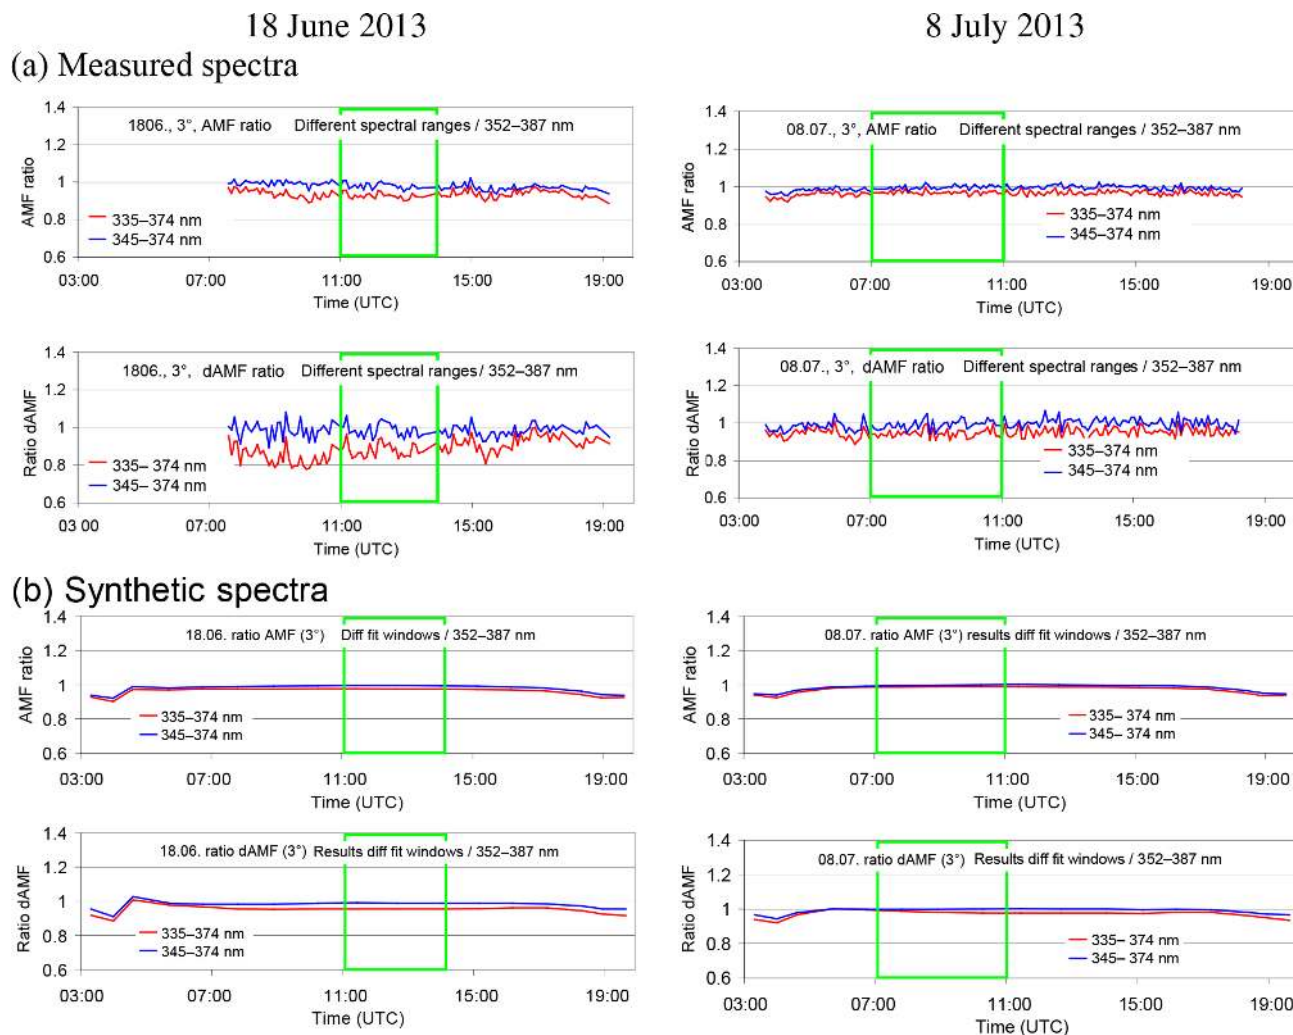 18 June 2013
8 July 2013
(a) Measured spectra
1.4
1.2
1
0.8
0.6
AMF ratio
1806., 3°, AMF ratio Different spectral ranges / 352–387 nm
335–374 nm
345–374 nm
03:00 07:00 11:00 15:00 19:00
Time (UTC)
1.4
1.2
1
0.8
0.6
AMF ratio
08.07., 3°, AMF ratio Different spectral ranges / 352–387 nm
335–374 nm
345–374 nm
03:00 07:00 11:00 15:00 19:00
Time (UTC)
1.4
1.2
1
0.8
0.6
Ratio dAMF
1806., 3°, dAMF ratio Different spectral ranges / 352–387 nm
335– 374 nm
345– 374 nm
03:00 07:00 11:00 15:00 19:00
Time (UTC)
1.4
1.2
1
0.8
0.6
Ratio dAMF
08.07., 3°, dAMF ratio Different spectral ranges / 352–387 nm
335–374 nm
345–374 nm
03:00 07:00 11:00 15:00 19:00
Time (UTC)
(b) Synthetic spectra
1.4
1.2
1
0.8
0.6
AMF ratio
18.06. ratio AMF (3°) Diff fit windows / 352–387 nm
335–374 nm
345–374 nm
03:00 07:00 11:00 15:00 19:00
Time (UTC)
1.4
1.2
1
0.8
0.6
AMF ratio
08.07. ratio AMF (3°) results diff fit windows / 352–387 nm
335– 374 nm
345– 374 nm
03:00 07:00 11:00 15:00 19:00
Time (UTC)
1.4
1.2
1
0.8
0.6
Ratio dAMF
18.06. ratio dAMF (3°) Results diff fit windows / 352–387 nm
335–374 nm
345–374 nm
03:00 07:00 11:00 15:00 19:00
Time (UTC)
1.4
1.2
1
0.8
0.6
Ratio dAMF
08.07. ratio dAMF (3°) Results diff fit windows / 352–387 nm
335– 374 nm
345– 374 nm
03:00 07:00 11:00 15:00 19:00
Time (UTC)